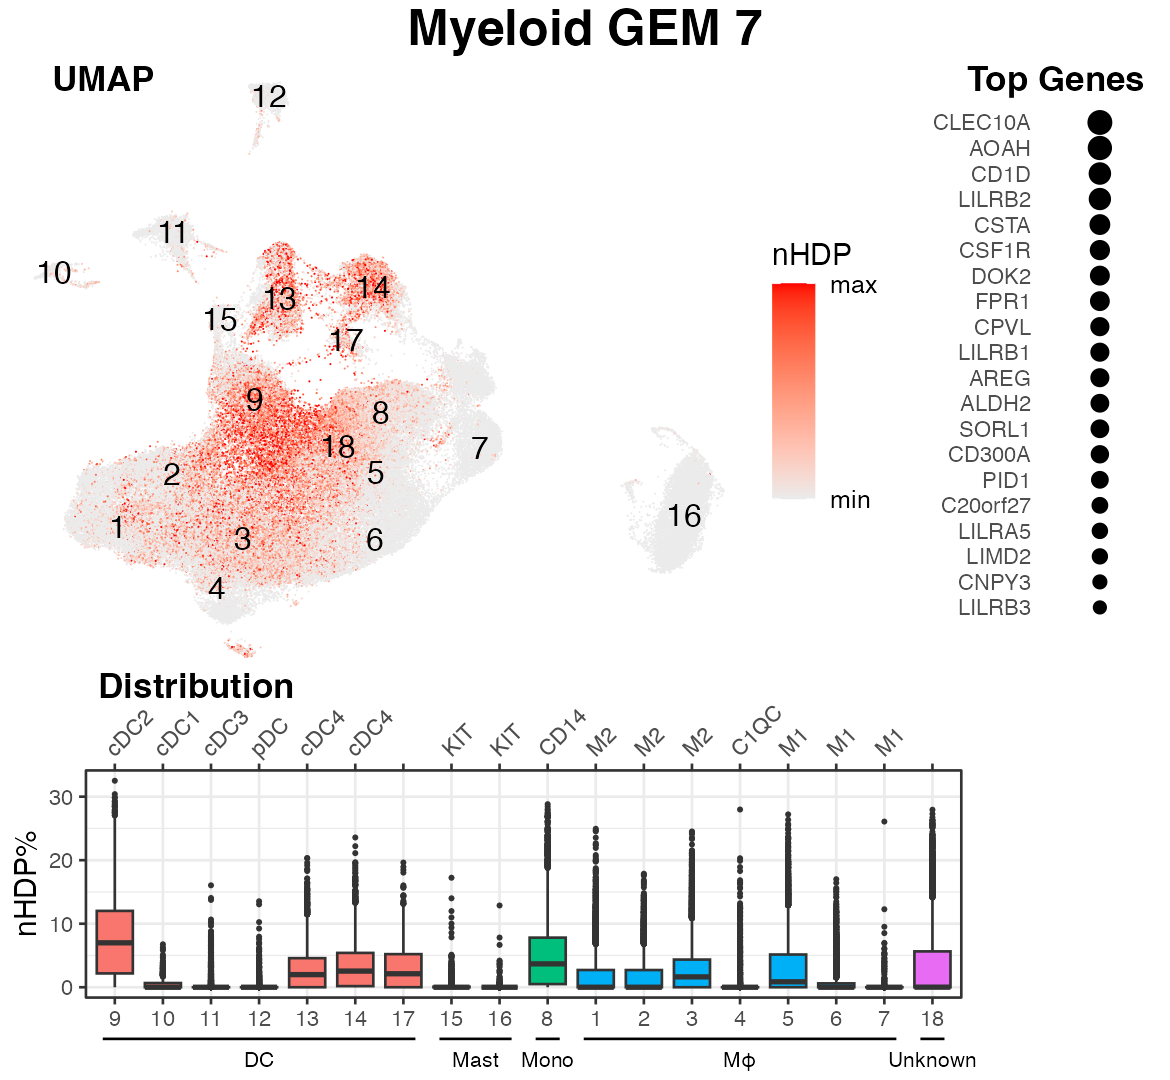 Myeloid GEM 7
UMAP
12
11
10
13
14
15
17
9
8
18
7
2
5
1
3
6
4
16
nHDP
max
min
Top Genes
CLEC10A
AOAH
CD1D
LILRB2
CSTA
CSF1R
DOK2
FPR1
CPVL
LILRB1
AREG
ALDH2
SORL1
CD300A
PID1
C20orf27
LILRA5
LIMD2
CNPY3
LILRB3
Distribution
cDC2 cDC1 cDC3 pDC cDC4 cDC4 KIT KIT CD14 M2 M2 M2 C1QC M1 M1 M1
nHDP%
30
20
10
0
9 10 11 12 13 14 17 15 16 8 1 2 3 4 5 6 7 18
DC Mast Mono Mϕ Unknown